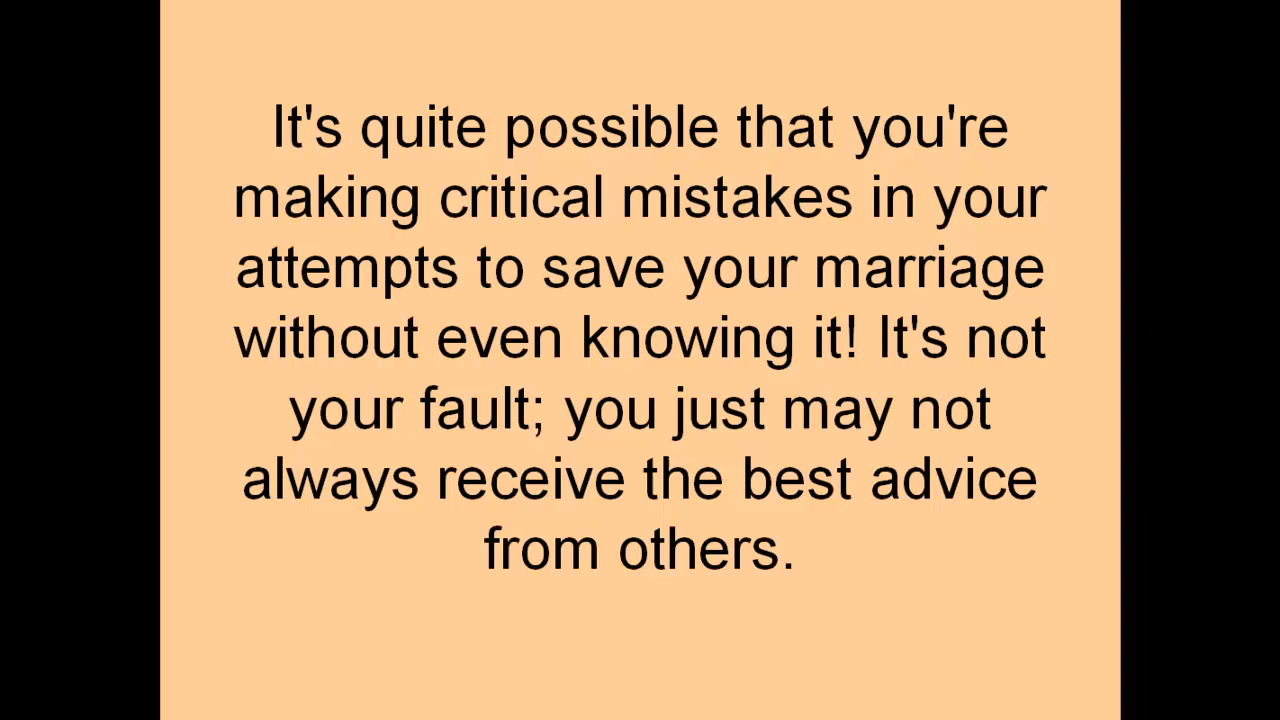 It's quite possible that you're
making critical mistakes in your
attempts to save your marriage
without even knowing it! It's not
your fault; you just may not
always receive the best advice
from others.